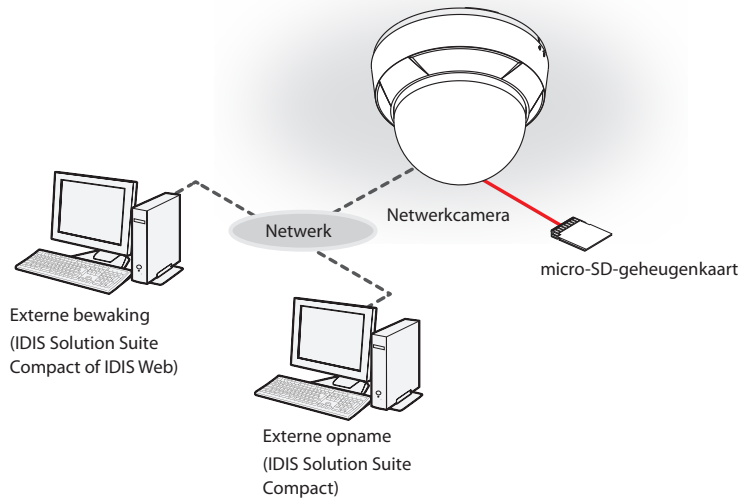 Netwerk
Netwerkcamera
micro-SD-geheugenkaart
Externe bewaking
(IDIS Solution Suite
Compact of IDIS Web)
Externe opname
(IDIS Solution Suite
Compact)